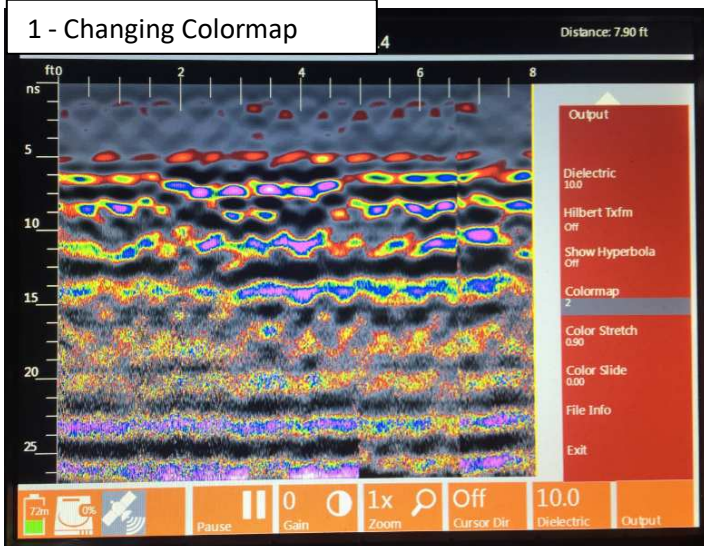 1 - Changing Colormap
.4
Distance: 7.90 ft
ft0 2 4 6 8
ns
5
10
15
20
25
Output
Dielectric
10.0
Hilbert Txfm
Off
Show Hyperbola
Off
Colormap
2
Color Stretch
0.90
Color Slide
0.00
File Info
Exit
72m
0%
Pause
0
Gain
1x
Zoom
Off
Cursor Dir
10.0
Dielectric
Output